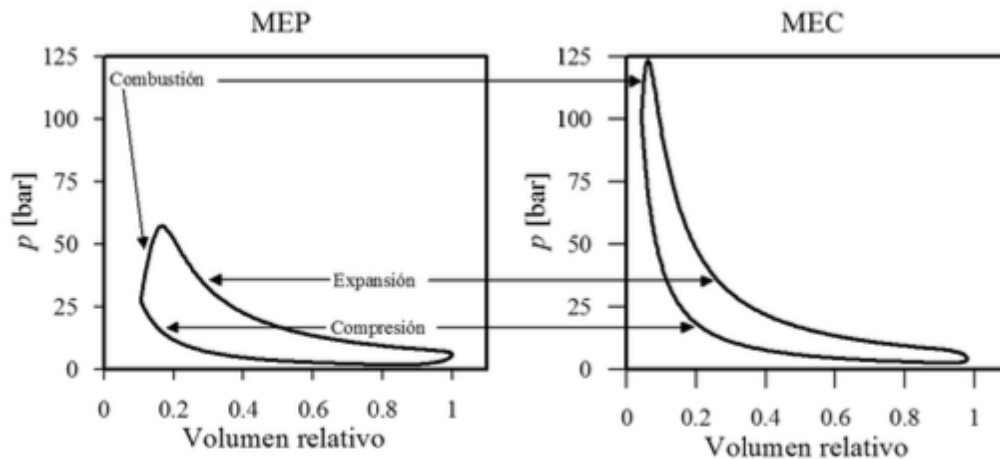 MEP
125
100
75
50
25
0
p [bar]
Combustión
Expansión
Compresión
0 0.2 0.4 0.6 0.8 1
Volumen relativo
MEC
125
100
75
50
25
0
p [bar]
0 0.2 0.4 0.6 0.8 1
Volumen relativo